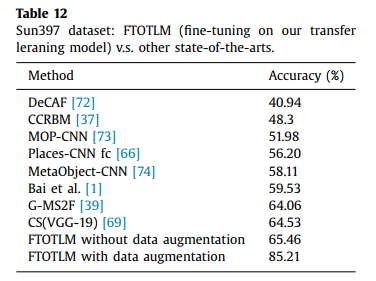 Table 12
Sun397 dataset: FTOTLM (fine-tuning on our transfer
leraning model) v.s. other state-of-the-arts.
Method Accuracy (%)
DeCAF [72] 40.94
CCRBM [37] 48.3
MOP-CNN [73] 51.98
Places-CNN fc [66] 56.20
MetaObject-CNN [74] 58.11
Bai et al. [1] 59.53
G-MS2F [39] 64.06
CS(VGG-19) [69] 64.53
FTOTLM without data augmentation 65.46
FTOTLM with data augmentation 85.21